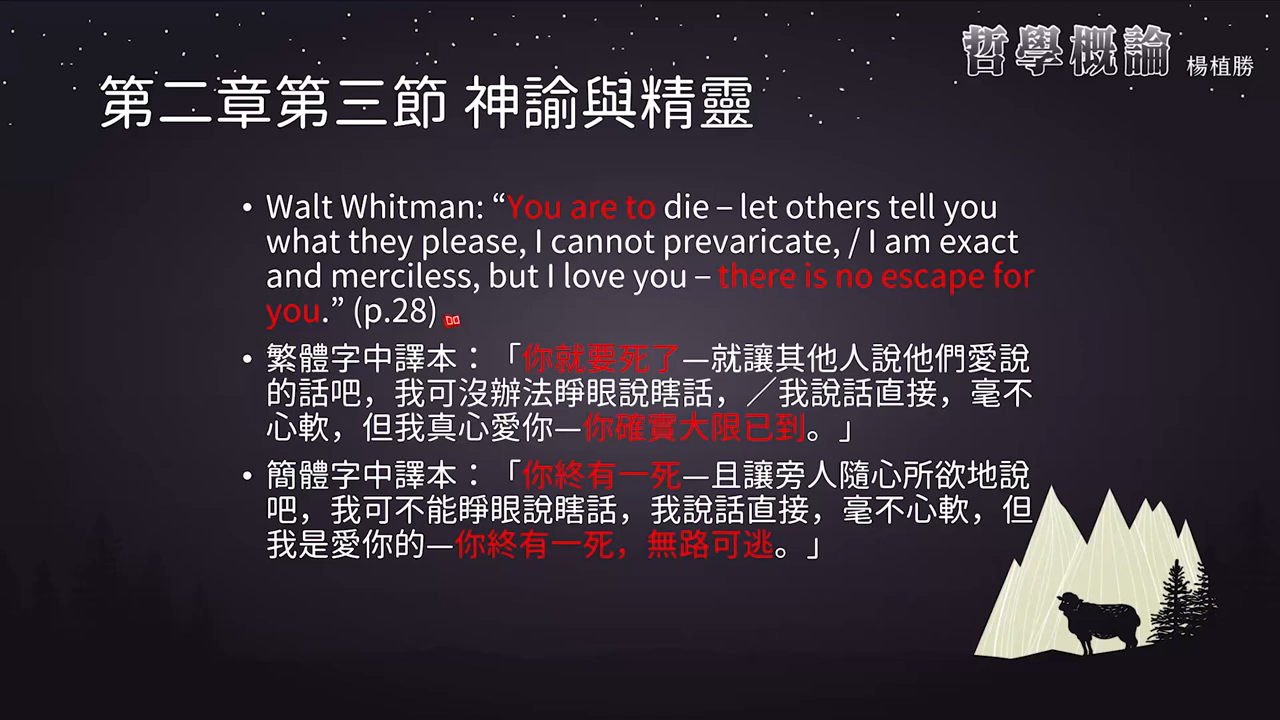 哲學概論 楊植勝
第二章第三節 神諭與精靈
• Walt Whitman: “You are to die – let others tell you
what they please, I cannot prevaricate, / I am exact
and merciless, but I love you – there is no escape for
you.” (p.28)
• 繁體字中譯本：「你就要死了—就讓其他人說他們愛說
的話吧，我可沒辦法睜眼說瞎話，／我說話直接，毫不
心軟，但我真心愛你—你確實大限已到。」
• 簡體字中譯本：「你終有一死—且讓旁人隨心所欲地說
吧，我可不能睜眼說瞎話，我說話直接，毫不心軟，但
我是愛你的—你終有一死，無路可逃。」